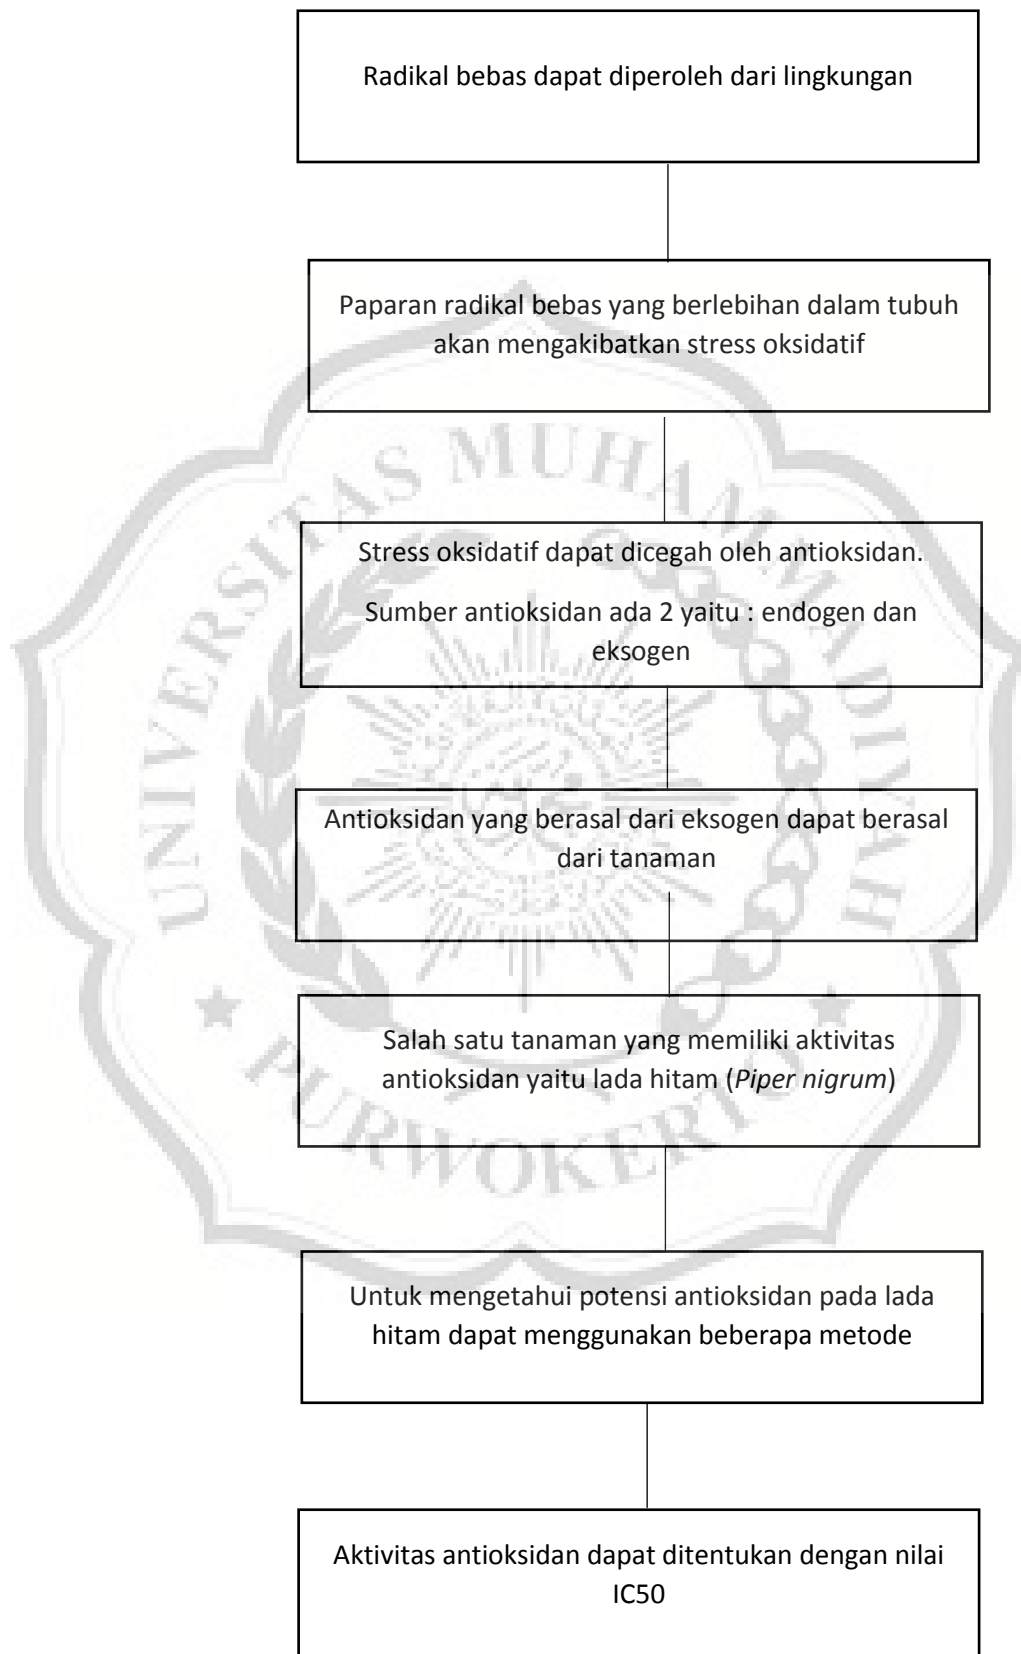 Radikal bebas dapat diperoleh dari lingkungan
Paparan radikal bebas yang berlebihan dalam tubuh
akan mengakibatkan stress oksidatif
Stress oksidatif dapat dicegah oleh antioksidan.
Sumber antioksidan ada 2 yaitu : endogen dan
eksogen
Antioksidan yang berasal dari eksogen dapat berasal
dari tanaman
Salah satu tanaman yang memiliki aktivitas
antioksidan yaitu lada hitam (Piper nigrum)
Untuk mengetahui potensi antioksidan pada lada
hitam dapat menggunakan beberapa metode
Aktivitas antioksidan dapat ditentukan dengan nilai
IC50
UNIVERSITAS MUHAMMADIYAH
PURWOKERTO